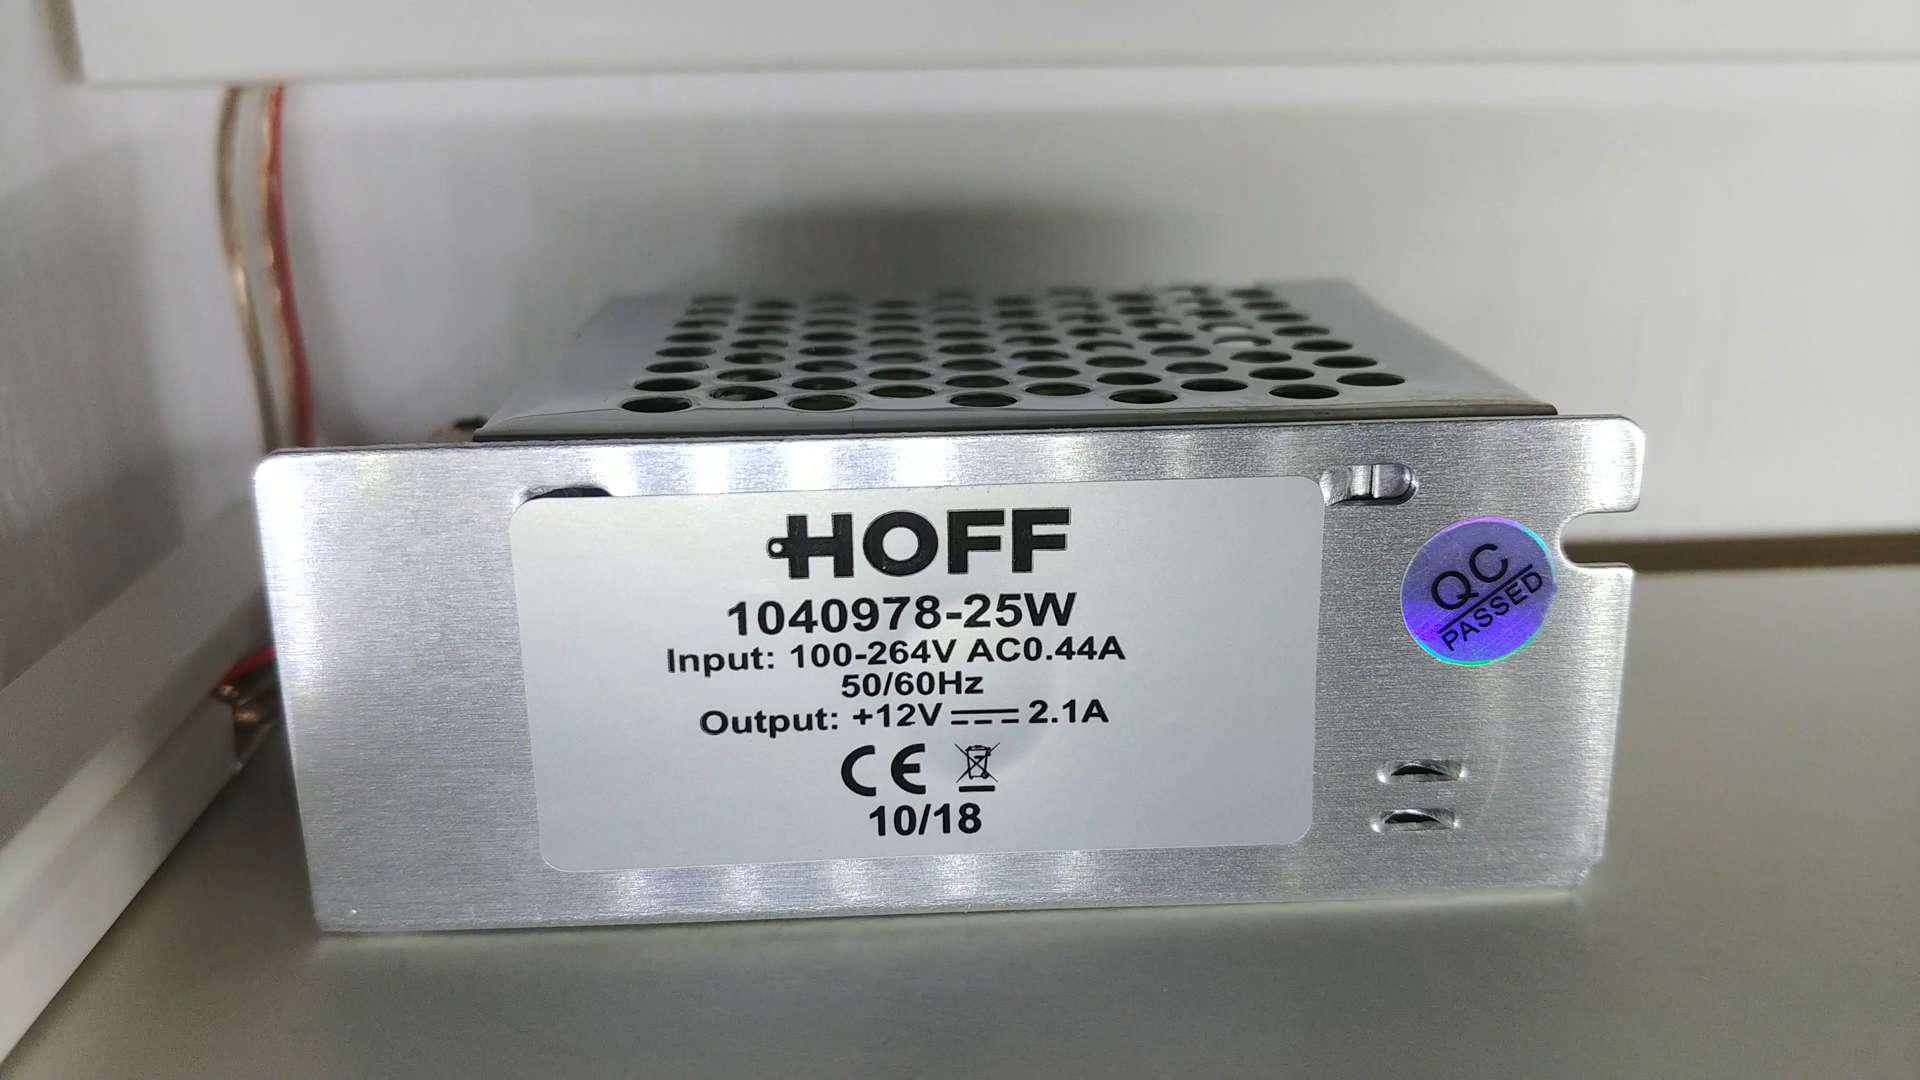 HOFF
1040978-25W
Input: 100-264V AC0.44A
50/60Hz
Output: +12V⎓2.1A
CE
10/18
QC
PASSED